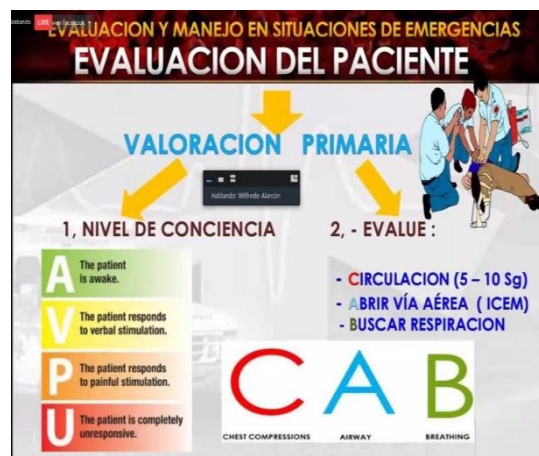 EVALUACION Y MANEJO EN SITUACIONES DE EMERGENCIAS
LIVE
EVALUACION DEL PACIENTE
VALORACION PRIMARIA
Hablando: Wilfredo Alarcón
1, NIVEL DE CONCIENCIA
2, - EVALUE :
A The patient
is awake.
V The patient responds
to verbal stimulation.
P The patient responds
to painful stimulation.
U The patient is completely
unresponsive.
- CIRCULACION (5 – 10 Sg)
- ABRIR VÍA AÉREA ( ICEM)
- BUSCAR RESPIRACION
C A B
CHEST COMPRESSIONS AIRWAY BREATHING